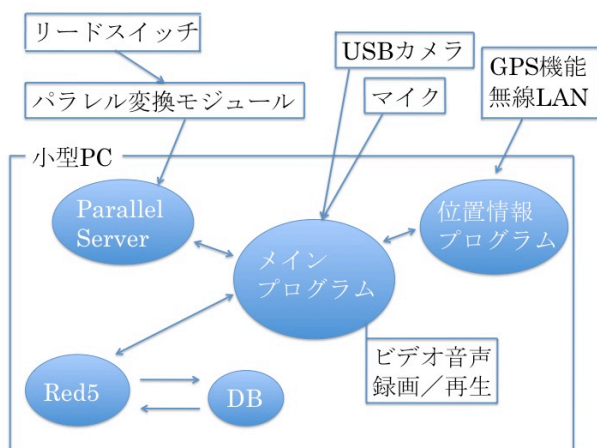 リードスイッチ
パラレル変換モジュール
USBカメラ
マイク
GPS機能
無線LAN
小型PC
Parallel
Server
メイン
プログラム
位置情報
プログラム
ビデオ音声
録画／再生
Red5
DB